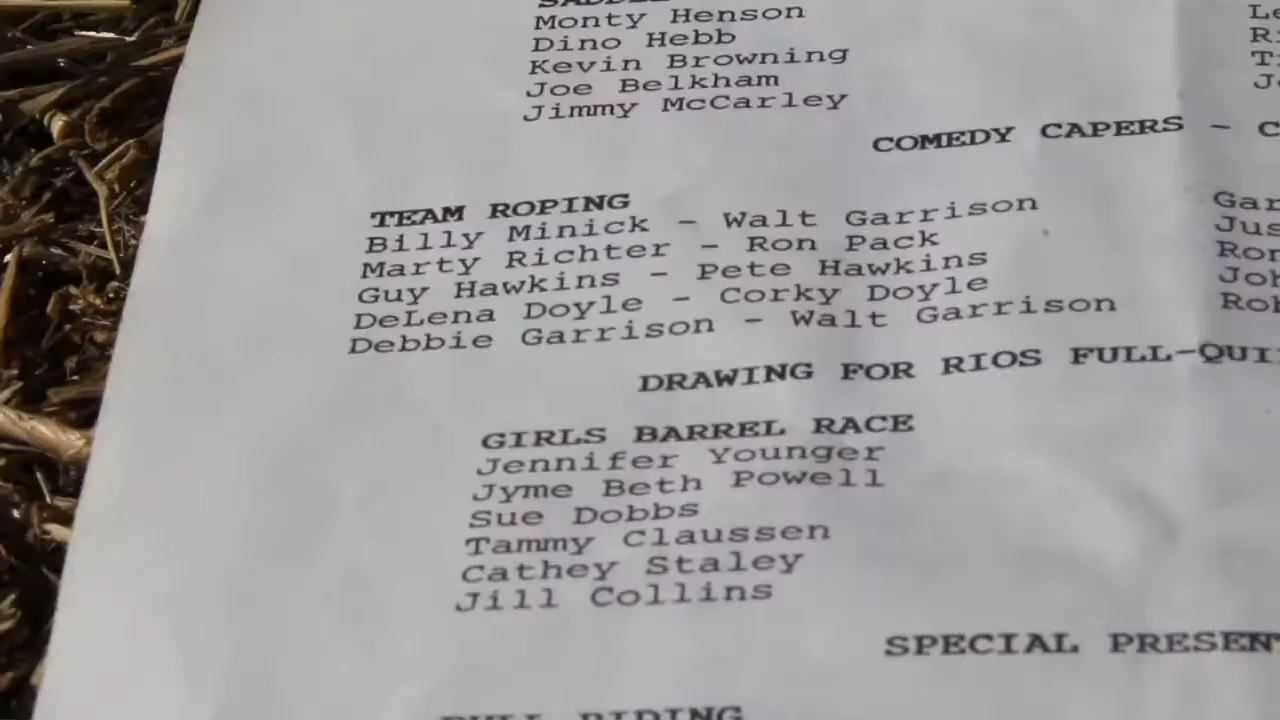 Monty Henson
Dino Hebb
Kevin Browning
Joe Belkham
Jimmy McCarley
COMEDY CAPERS -
TEAM ROPING
Billy Minick - Walt Garrison
Marty Richter - Ron Pack
Guy Hawkins - Pete Hawkins
DeLena Doyle - Corky Doyle
Debbie Garrison - Walt Garrison
DRAWING FOR RIOS
GIRLS BARREL RACE
Jennifer Younger
Jyme Beth Powell
Sue Dobbs
Tammy Claussen
Cathey Staley
Jill Collins
SPECIAL
BULL RIDING